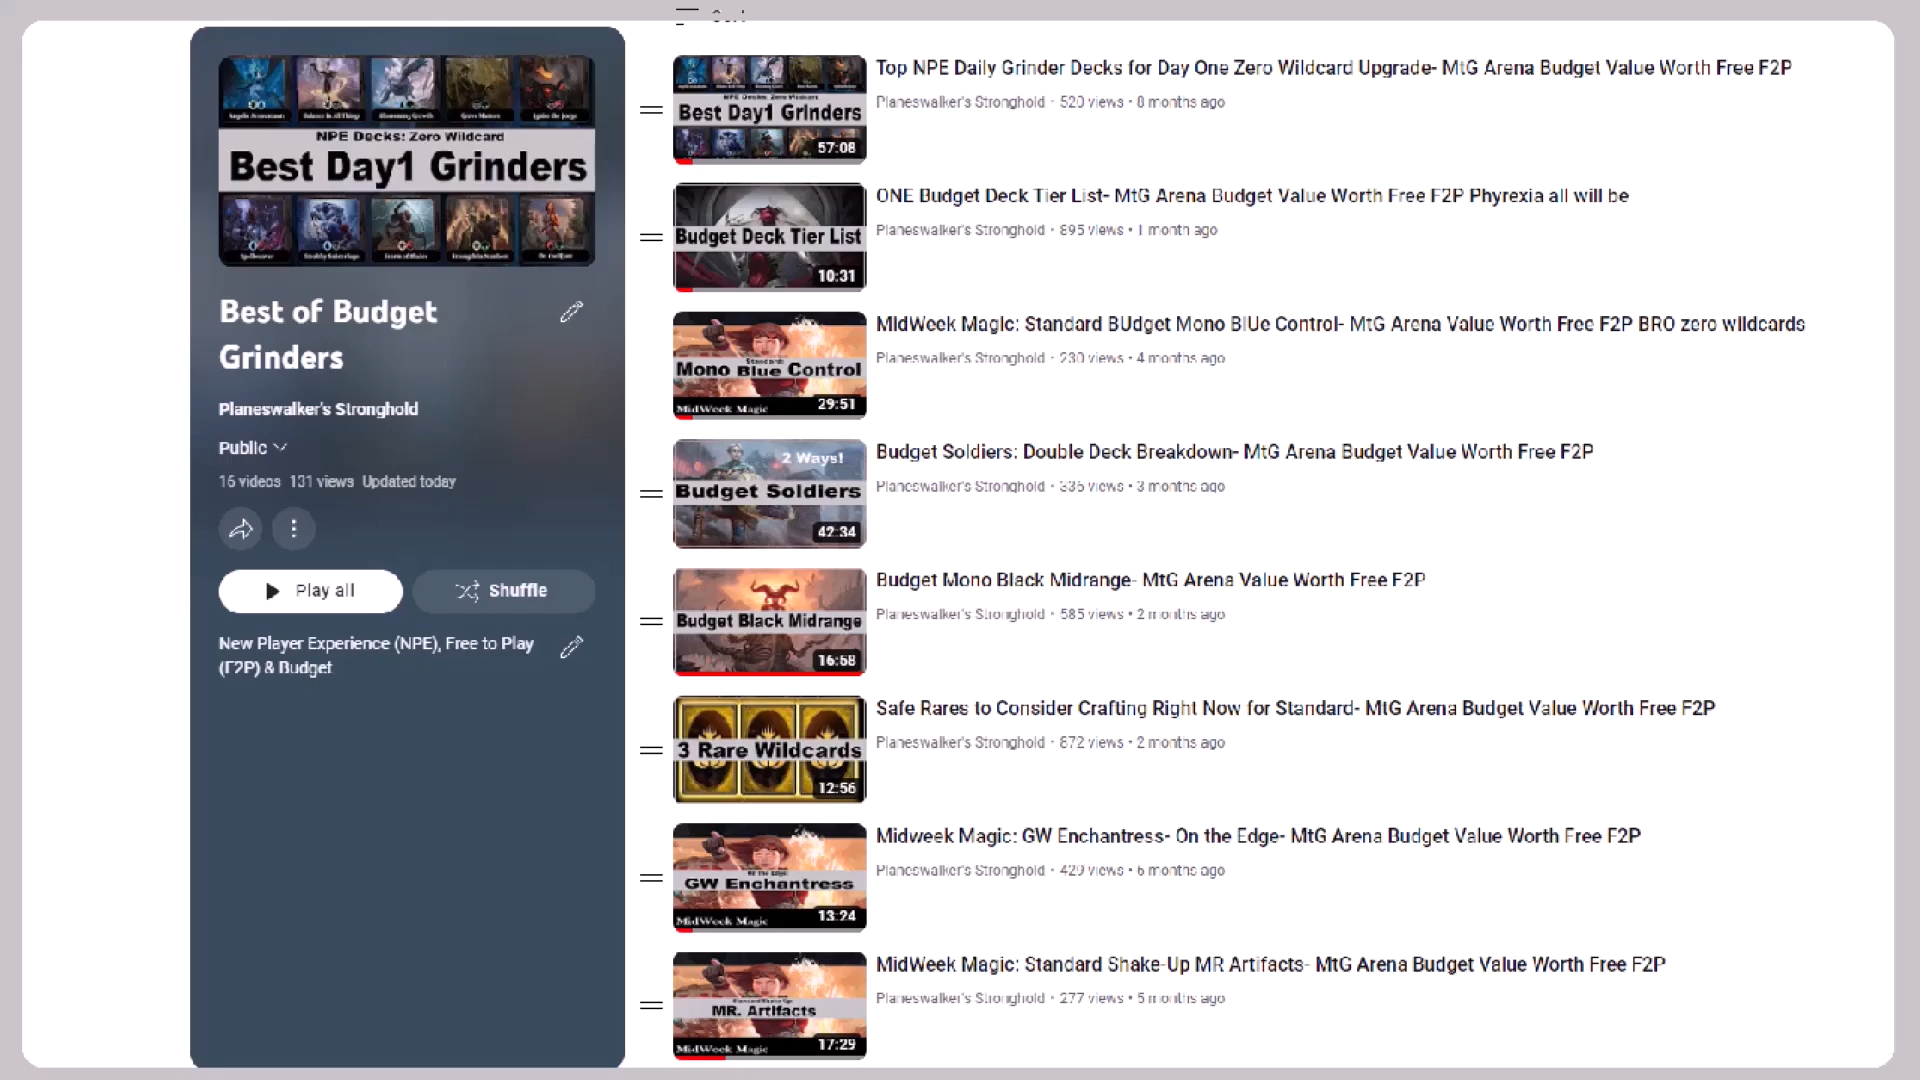 NPE Decks: Zero Wildcard
Best Day1 Grinders
Best of Budget
Grinders
Planeswalker's Stronghold
Public
16 videos 131 views Updated today
Play all
Shuffle
New Player Experience (NPE), Free to Play
(F2P) & Budget
NPE Decks: Zero Wildcard
Best Day1 Grinders
57:08
Top NPE Daily Grinder Decks for Day One Zero Wildcard Upgrade- MtG Arena Budget Value Worth Free F2P
Planeswalker's Stronghold • 520 views • 8 months ago
Budget Deck Tier List
10:31
ONE Budget Deck Tier List- MtG Arena Budget Value Worth Free F2P Phyrexia all will be
Planeswalker's Stronghold • 895 views • 1 month ago
Standard:
Mono Blue Control
MidWeek Magic
29:51
MidWeek Magic: Standard BUdget Mono BlUe Control- MtG Arena Value Worth Free F2P BRO zero wildcards
Planeswalker's Stronghold • 230 views • 4 months ago
2 Ways!
Budget Soldiers
42:34
Budget Soldiers: Double Deck Breakdown- MtG Arena Budget Value Worth Free F2P
Planeswalker's Stronghold • 336 views • 3 months ago
Budget Black Midrange
16:58
Budget Mono Black Midrange- MtG Arena Value Worth Free F2P
Planeswalker's Stronghold • 585 views • 2 months ago
3 Rare Wildcards
12:56
Safe Rares to Consider Crafting Right Now for Standard- MtG Arena Budget Value Worth Free F2P
Planeswalker's Stronghold • 872 views • 2 months ago
GW Enchantress
MidWeek Magic
13:24
Midweek Magic: GW Enchantress- On the Edge- MtG Arena Budget Value Worth Free F2P
Planeswalker's Stronghold • 429 views • 6 months ago
MR. Artifacts
MidWeek Magic
17:29
MidWeek Magic: Standard Shake-Up MR Artifacts- MtG Arena Budget Value Worth Free F2P
Planeswalker's Stronghold • 277 views • 5 months ago